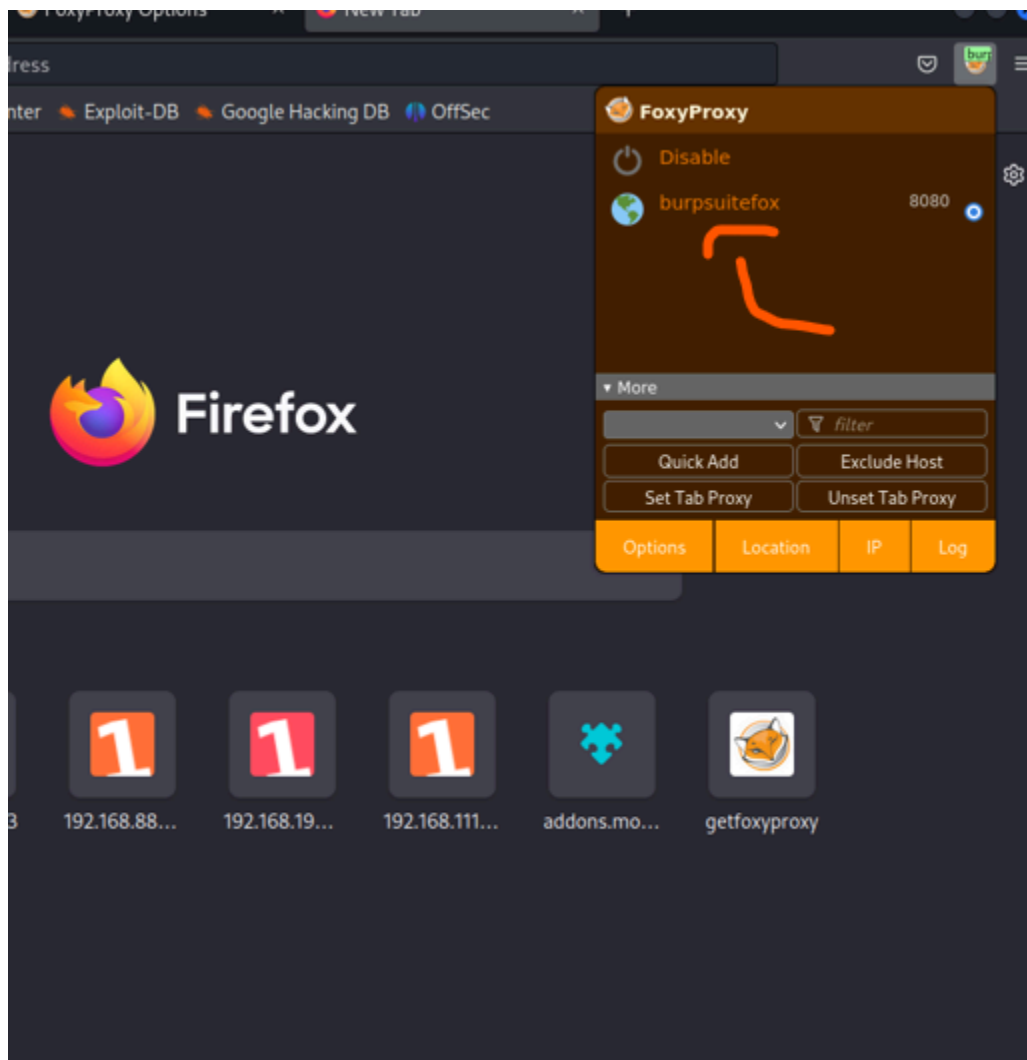 FoxyProxy Options
New Tab
dress
burp
nter Exploit-DB Google Hacking DB OffSec
FoxyProxy
Disable
burpsuitefox 8080
More
filter
Quick Add Exclude Host
Set Tab Proxy Unset Tab Proxy
Options Location IP Log
Firefox
3 192.168.88... 192.168.19... 192.168.111... addons.mo... getfoxyproxy